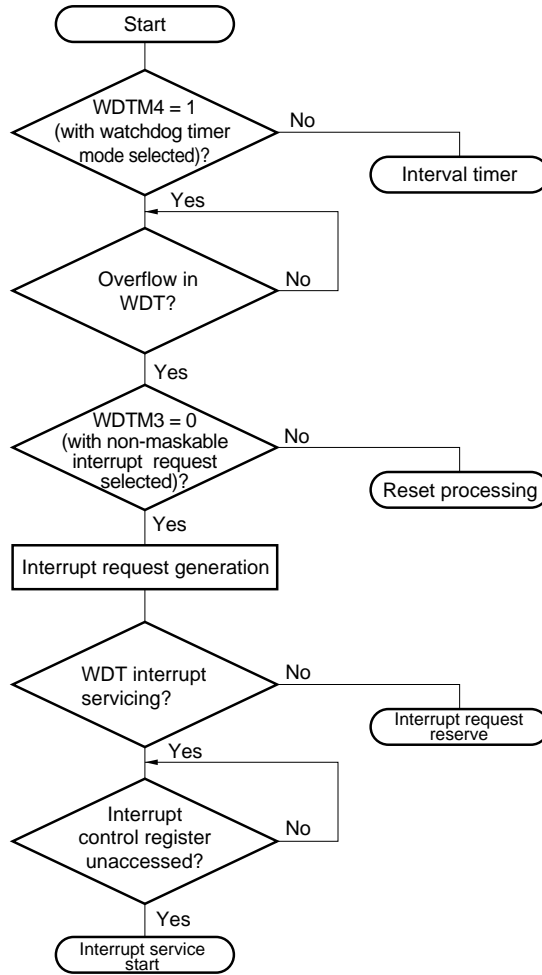 Start
WDTM4 = 1
(with watchdog timer
mode selected)?
No
Interval timer
Yes
Overflow in
WDT?
No
Yes
WDTM3 = 0
(with non-maskable
interrupt request
selected)?
No
Reset processing
Yes
Interrupt request generation
WDT interrupt
servicing?
No
Interrupt request
reserve
Yes
Interrupt
control register
unaccessed?
No
Yes
Interrupt service
start